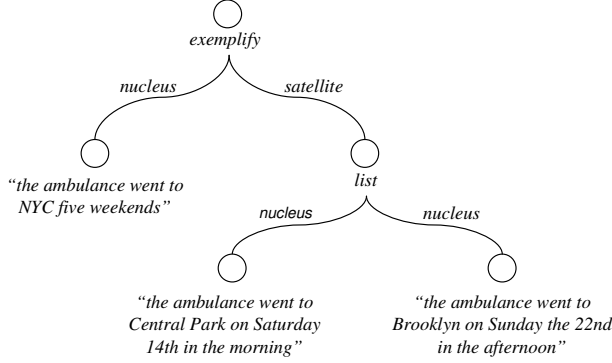 exemplify
nucleus
satellite
“the ambulance went to
NYC five weekends”
list
nucleus
nucleus
“the ambulance went to
Central Park on Saturday
14th in the morning”
“the ambulance went to
Brooklyn on Sunday the 22nd
in the afternoon”